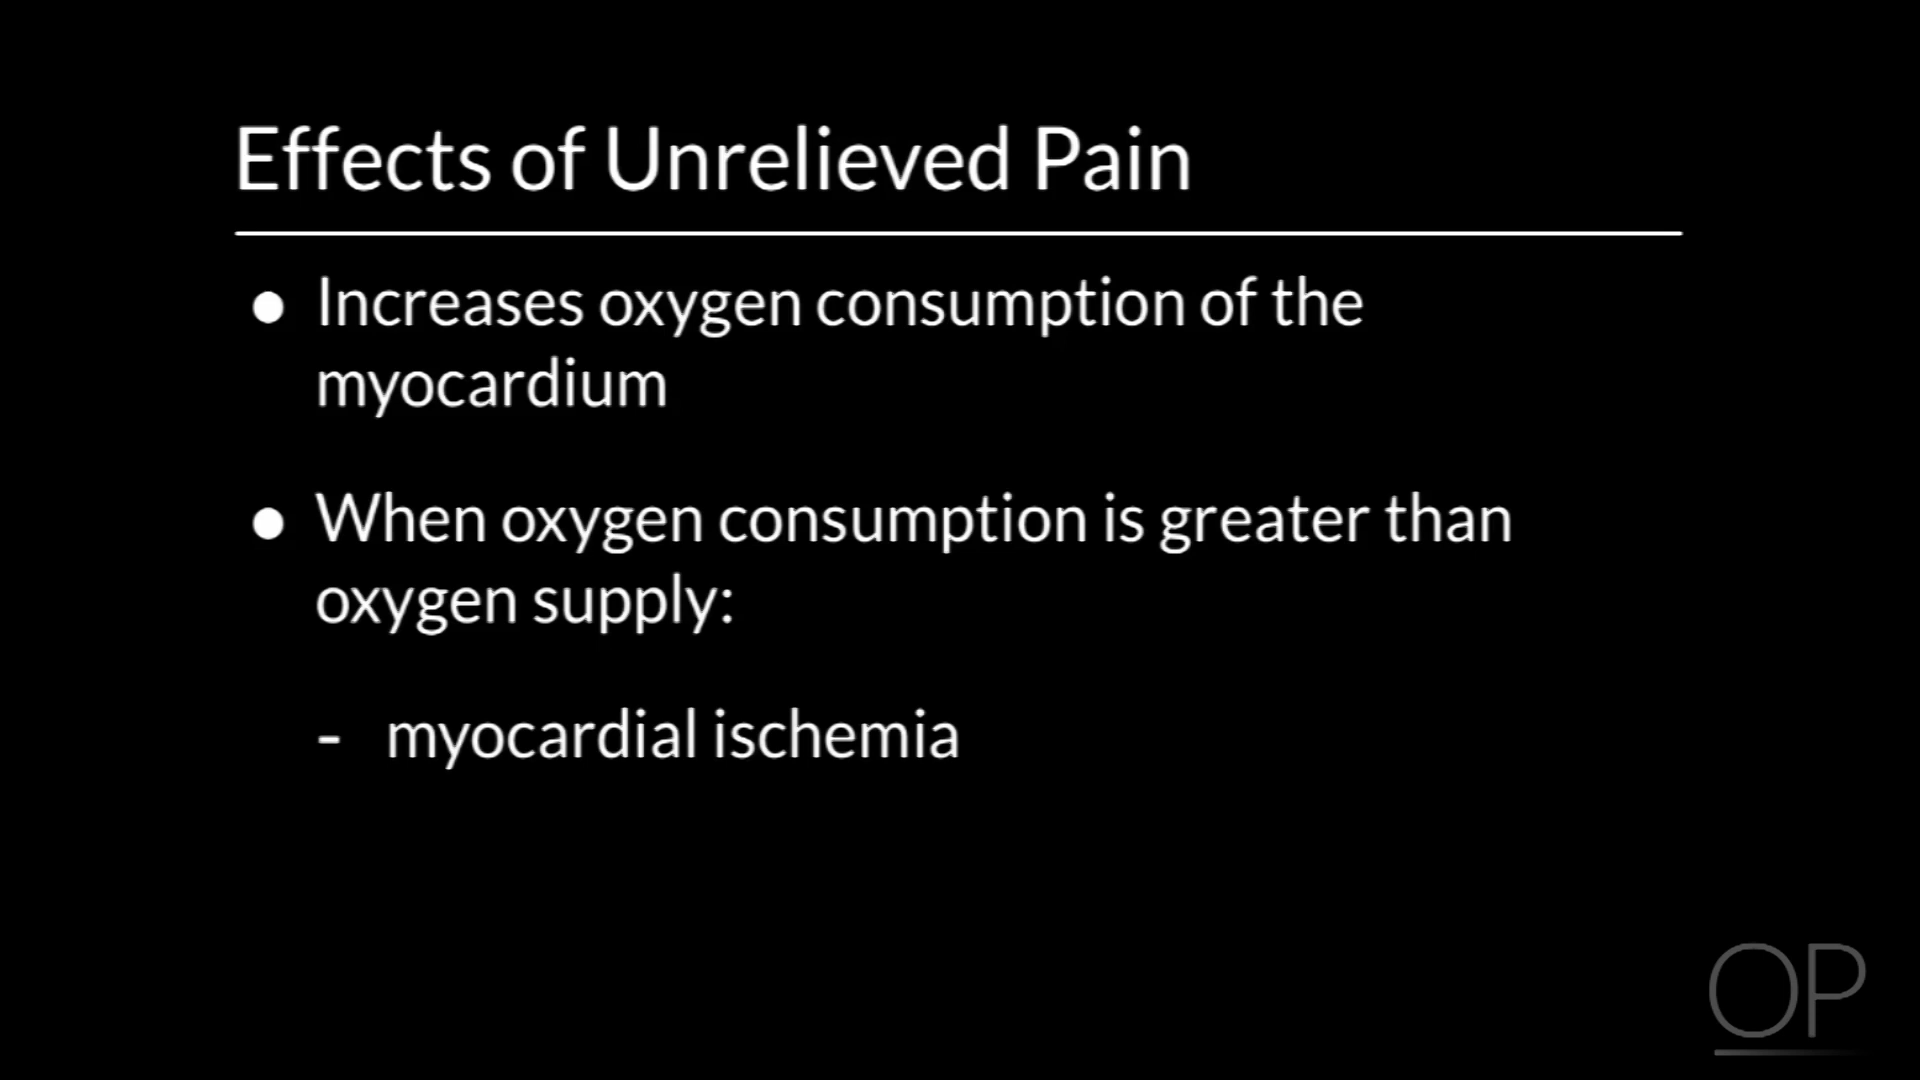 Effects of Unrelieved Pain
● Increases oxygen consumption of the
myocardium
● When oxygen consumption is greater than
oxygen supply:
- myocardial ischemia
OP